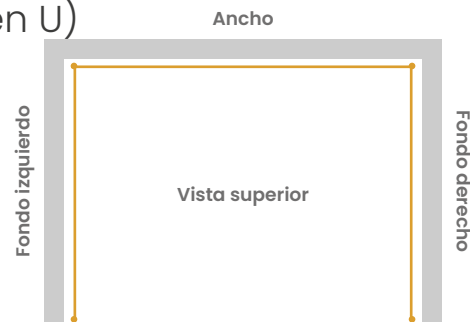 en U)
Ancho
Fondo izquierdo
Vista superior
Fondo derecho